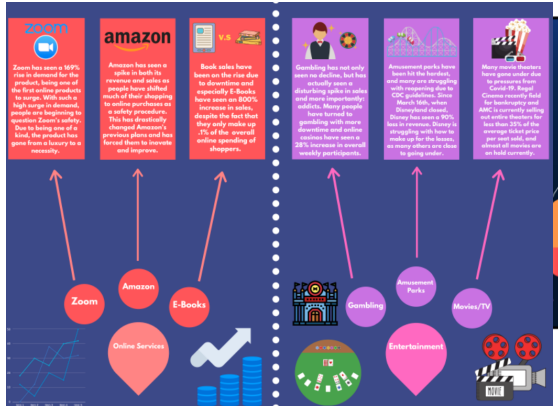 zoom
Zoom has seen a 169%
rise in demand for the
product, being one of
the first online products
to surge. With such a
high surge in demand,
people are beginning to
question Zoom's safety.
Due to being one of a
kind, the product has
gone from a luxury to a
necessity.
amazon
Amazon has seen a
spike in both its
revenue and sales as
people have shifted
much of their shopping
to online purchases as
a safety procedure.
This has drastically
changed Amazon's
previous plans and has
forced them to inovate
and improve.
V.S
Book sales have
been on the rise due
to downtime and
especially E-Books
have seen an 800%
increase in sales,
despite the fact that
they only make up
.1% of the overall
online spending of
shoppers.
Gambling has not only
seen no decline, but has
actually seen a
disturbing spike in sales
and more importantly:
addicts. Many people
have turned to
gambling with more
downtime and online
casinos have seen a
28% increase in overall
weekly participants.
Amusement parks have
been hit the hardest,
and many are struggling
with reopening due to
CDC guidelines. Since
March 16th, when
Disneyland closed,
Disney has seen a 90%
loss in revenue. Disney is
struggling with how to
make up for the losses,
as many others are close
to going under.
Many movie theaters
have gone under due
to pressures from
Covid-19. Regal
Cinema recently filed
for bankruptcy and
AMC is currently selling
out entire theaters for
less than 35% of the
average ticket price
per seat sold, and
almost all movies are
on hold currently.
Zoom
Amazon
E-Books
Online Services
Gambling
Amusement
Parks
Movies/TV
Entertainment
MOVIE